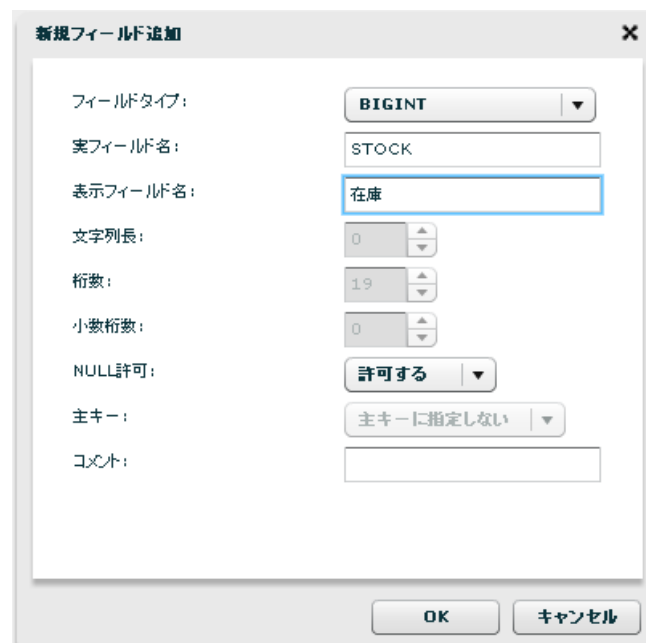 新規フィールド追加
フィールドタイプ: BIGINT
実フィールド名: STOCK
表示フィールド名: 在庫
文字列長: 0
桁数: 19
小数桁数: 0
NULL許可: 許可する
主キー: 主キーに指定しない
コメント:
OK キャンセル